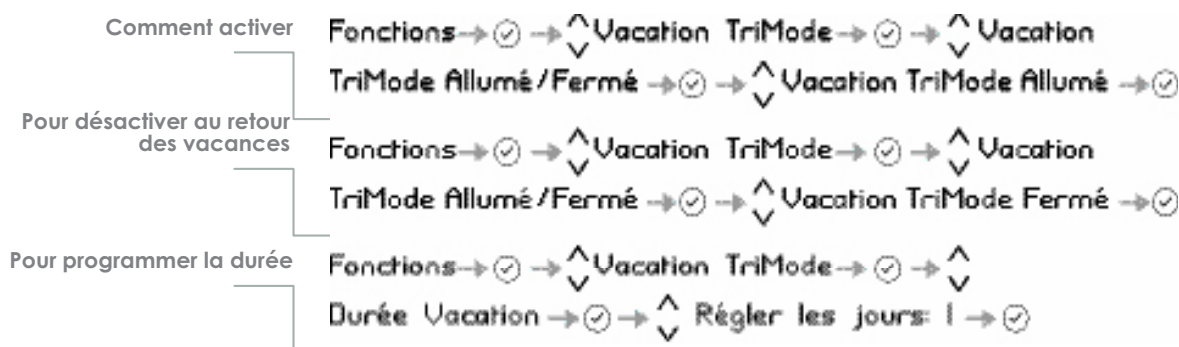 Comment activer
Fonctions→✓→Vacation TriMode→✓→Vacation
TriMode Allumé/Fermé→✓→Vacation TriMode Allumé→✓
Pour désactiver au retour
des vacances
Fonctions→✓→Vacation TriMode→✓→Vacation
TriMode Allumé/Fermé→✓→Vacation TriMode Fermé→✓
Pour programmer la durée
Fonctions→✓→Vacation TriMode→✓→
Durée Vacation→✓→Régler les jours: 1→✓